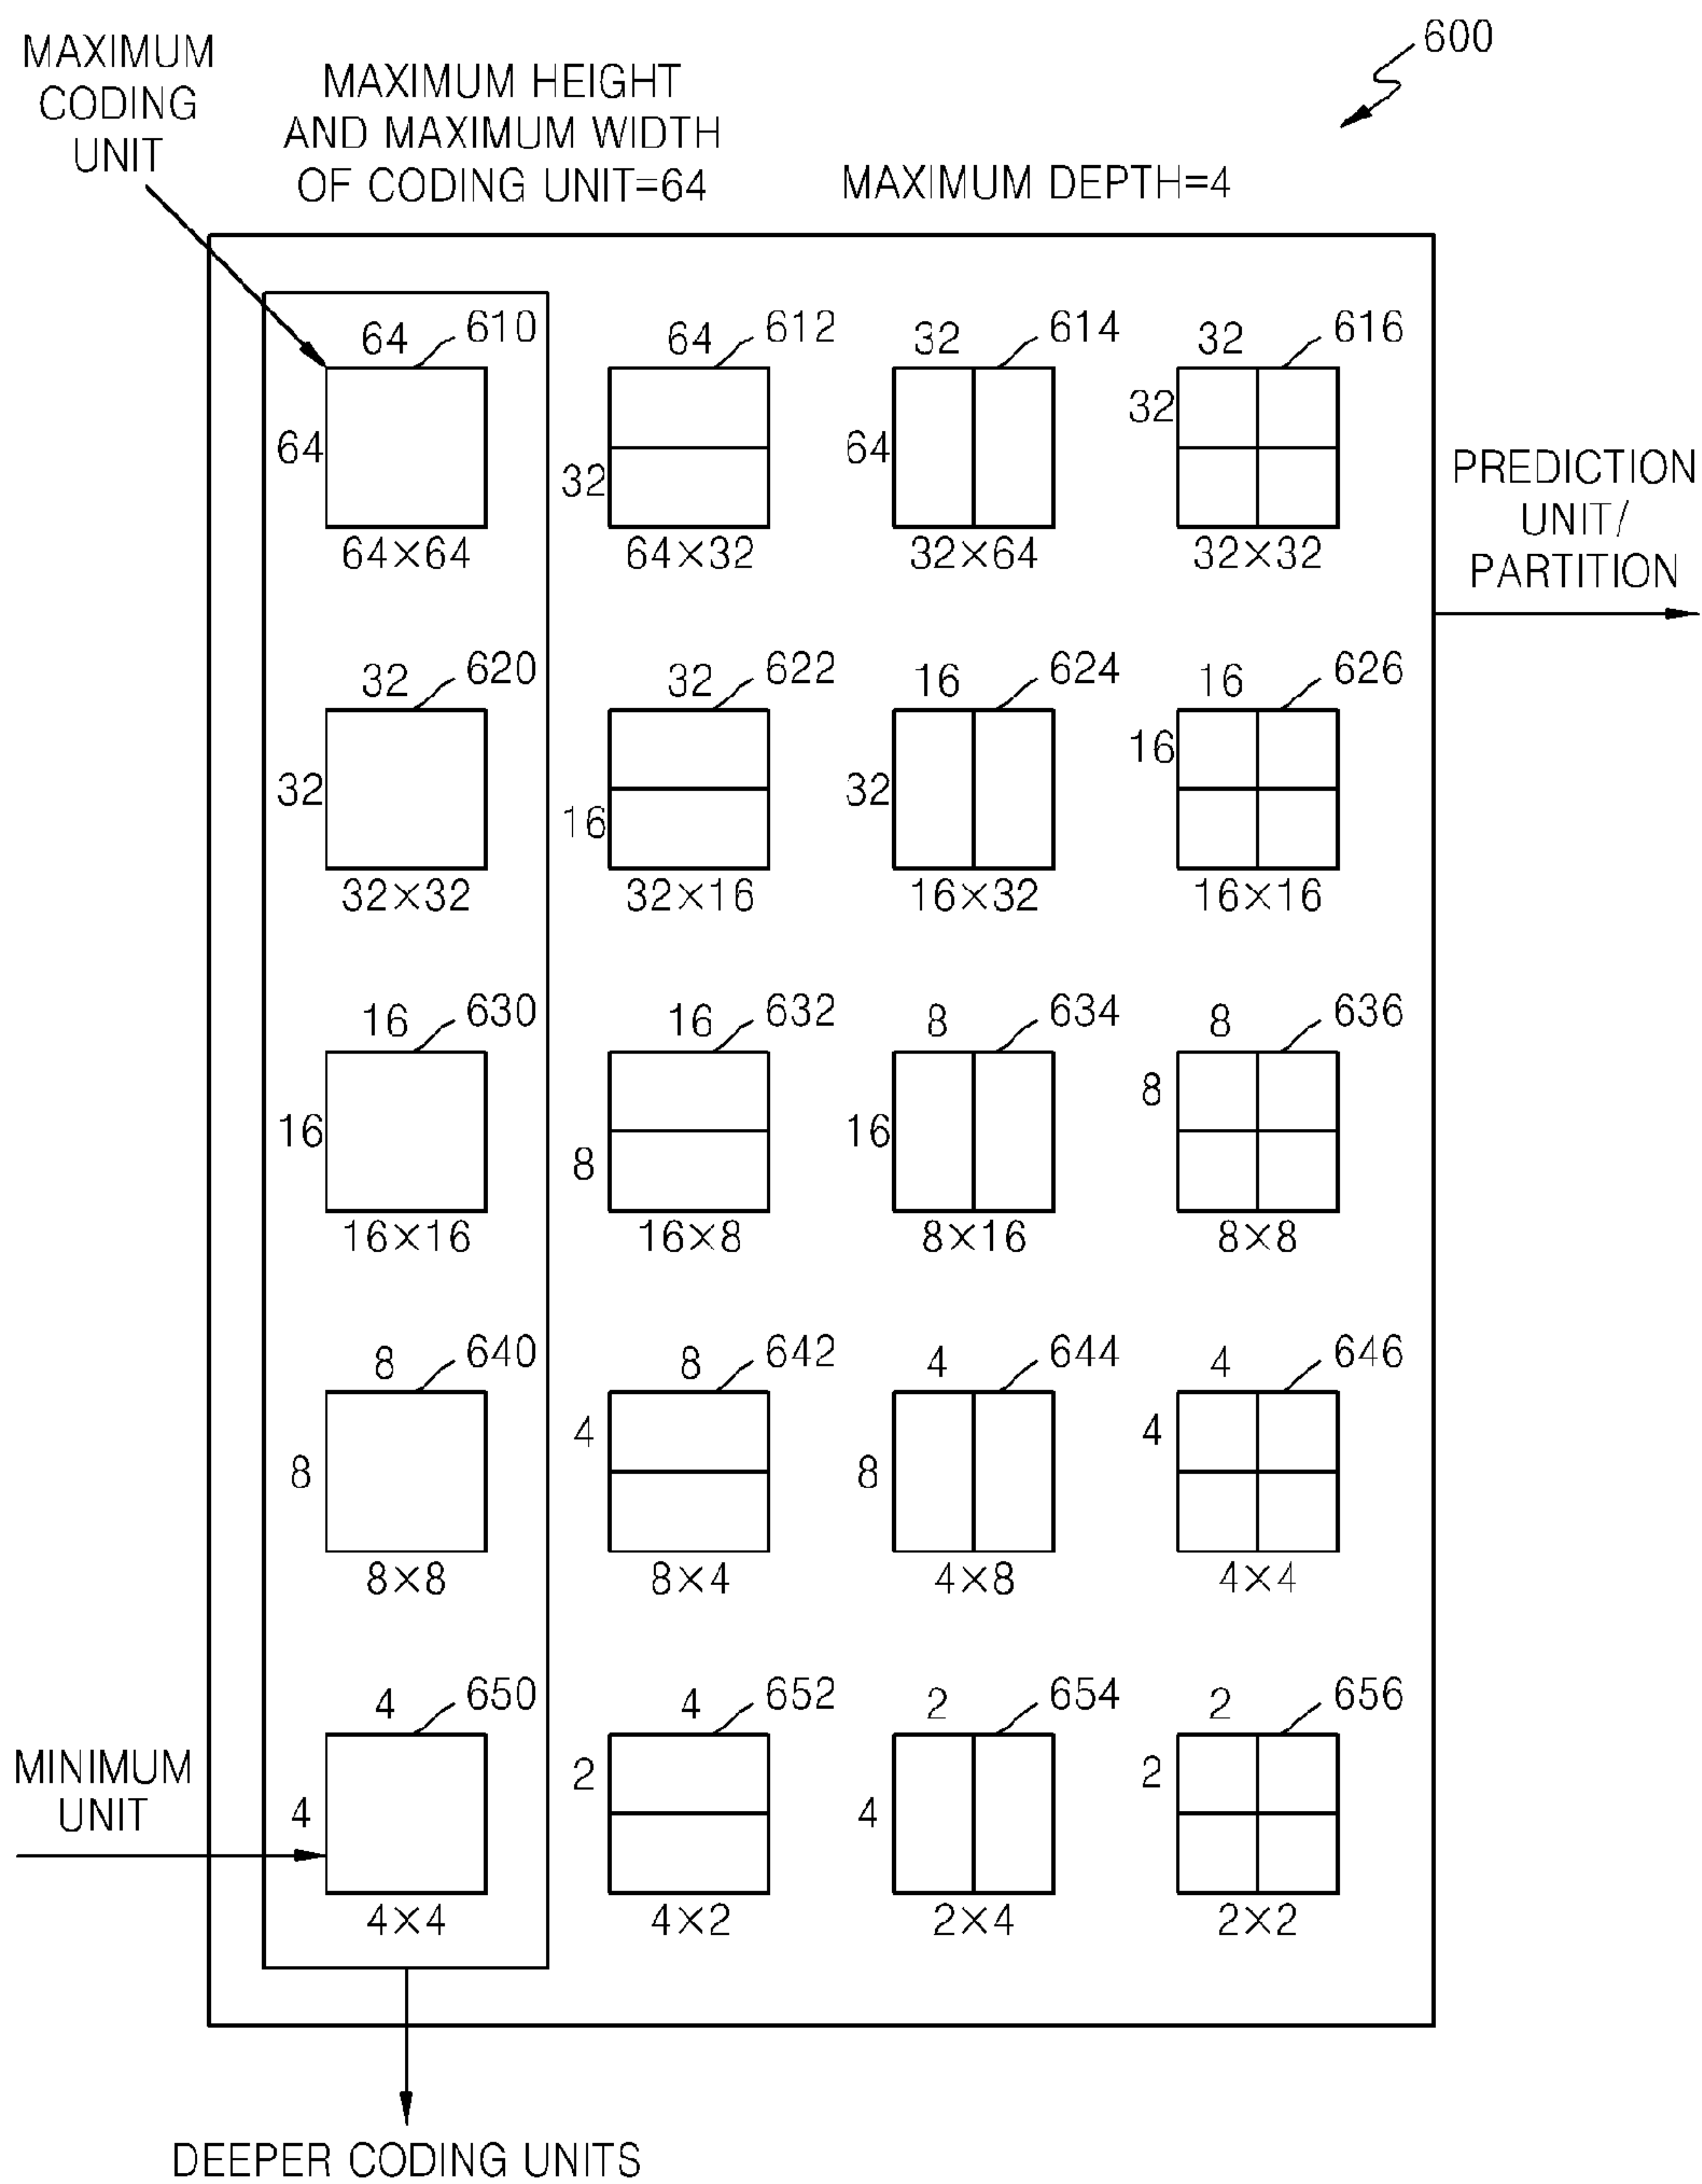 600
MAXIMUM
CODING
UNIT
MAXIMUM HEIGHT
AND MAXIMUM WIDTH
OF CODING UNIT=64
MAXIMUM DEPTH=4
64 610 64 612 32 614 32 616
64 32 64 32
64×64 64×32 32×64 32×32
PREDICTION
UNIT/
PARTITION
32 620 32 622 16 624 16 626
32 16 32 16
32×32 32×16 16×32 16×16
16 630 16 632 8 634 8 636
16 8 16 8
16×16 16×8 8×16 8×8
8 640 8 642 4 644 4 646
8 4 8 4
8×8 8×4 4×8 4×4
4 650 4 652 2 654 2 656
4 2 4 2
4×4 4×2 2×4 2×2
MINIMUM
UNIT
DEEPER CODING UNITS